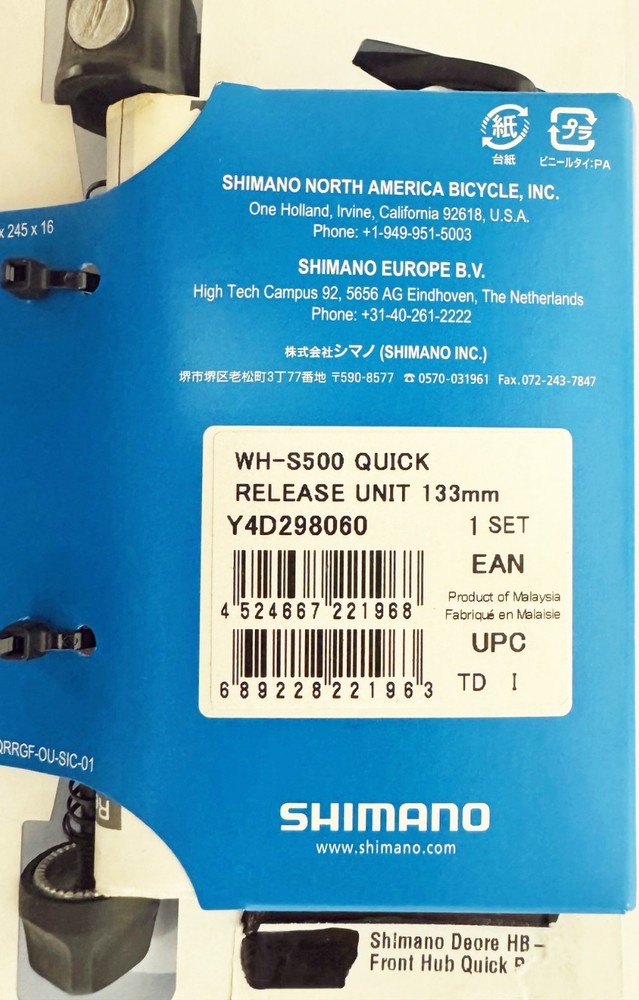 紙
プラ
台紙
ビニールタイ:PA
SHIMANO NORTH AMERICA BICYCLE, INC.
One Holland, Irvine, California 92618, U.S.A.
Phone: +1-949-951-5003
x 245 x 16
SHIMANO EUROPE B.V.
High Tech Campus 92, 5656 AG Eindhoven, The Netherlands
Phone: +31-40-261-2222
株式会社シマノ (SHIMANO INC.)
堺市堺区老松町3丁77番地 〒590-8577 ☎ 0570-031961 Fax.072-243-7847
WH-S500 QUICK
RELEASE UNIT 133mm
Y4D298060 1 SET
EAN
4 524667 221968
Product of Malaysia
Fabriqué en Malaisie
UPC
6 89228 22196 3
TD I
QRRGF-OU-SIC-01
SHIMANO
www.shimano.com
Shimano Deore HB-
Front Hub Quick